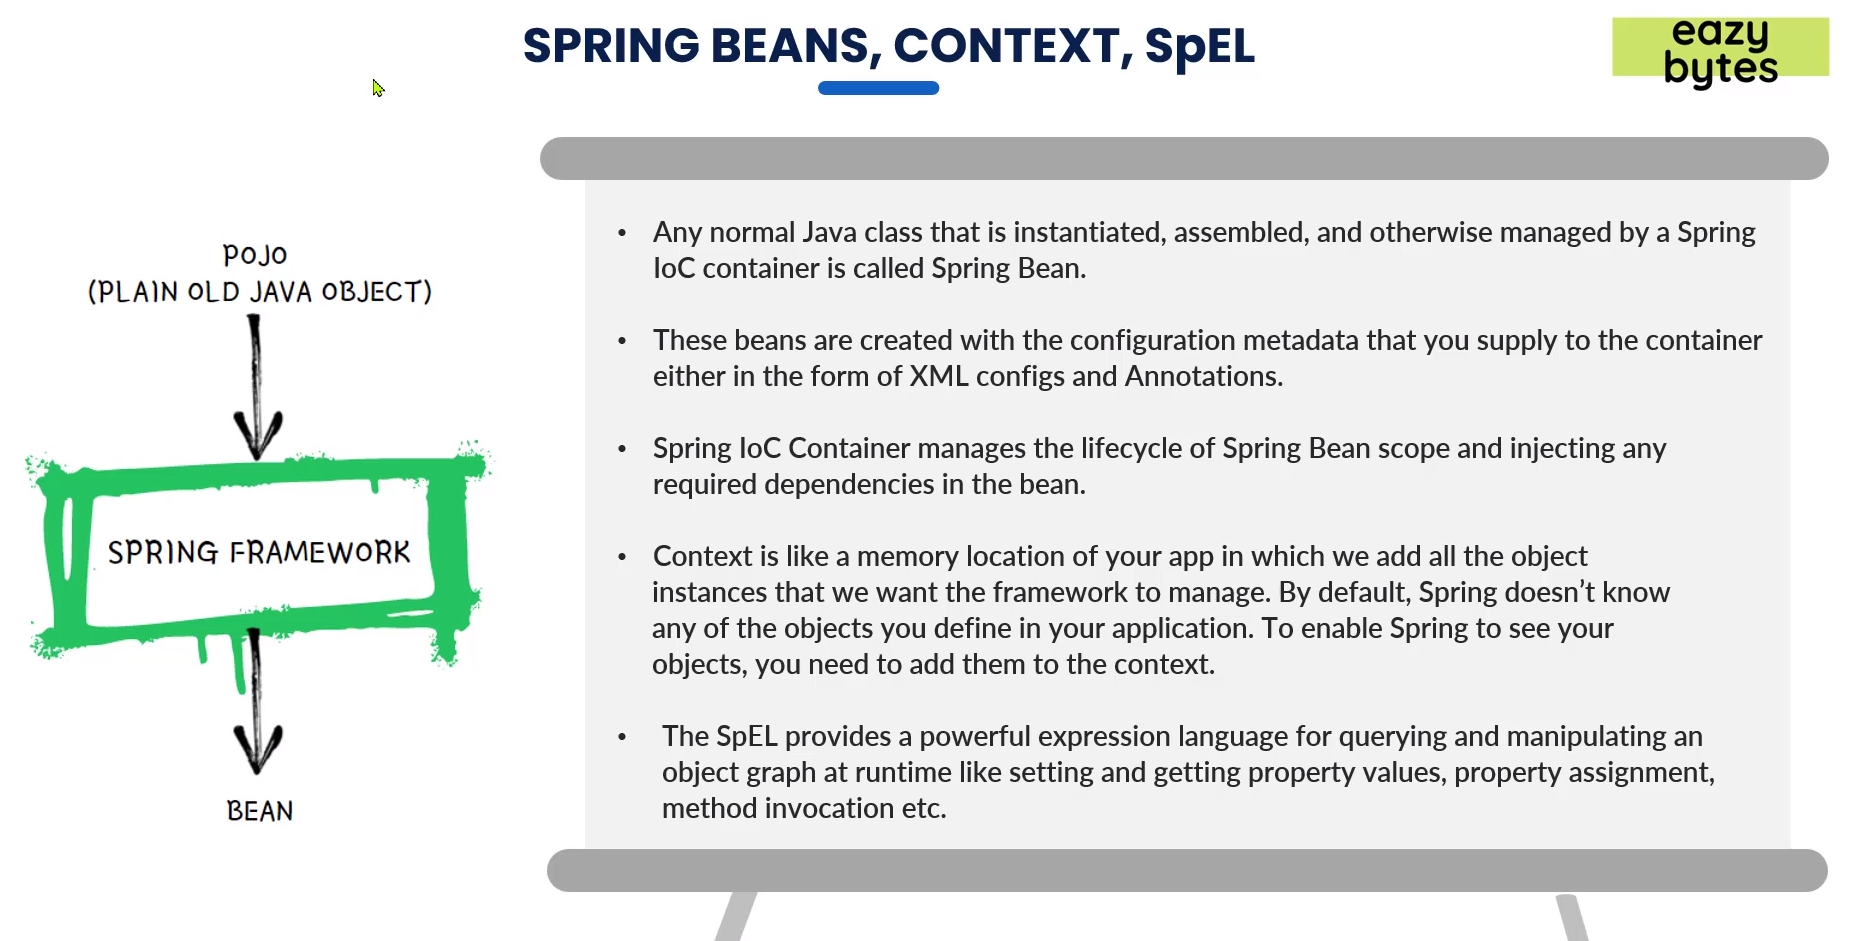 SPRING BEANS, CONTEXT, SpEL
eazy
bytes
POJO
(PLAIN OLD JAVA OBJECT)
SPRING FRAMEWORK
BEAN
• Any normal Java class that is instantiated, assembled, and otherwise managed by a Spring
IoC container is called Spring Bean.
• These beans are created with the configuration metadata that you supply to the container
either in the form of XML configs and Annotations.
• Spring IoC Container manages the lifecycle of Spring Bean scope and injecting any
required dependencies in the bean.
• Context is like a memory location of your app in which we add all the object
instances that we want the framework to manage. By default, Spring doesn’t know
any of the objects you define in your application. To enable Spring to see your
objects, you need to add them to the context.
• The SpEL provides a powerful expression language for querying and manipulating an
object graph at runtime like setting and getting property values, property assignment,
method invocation etc.